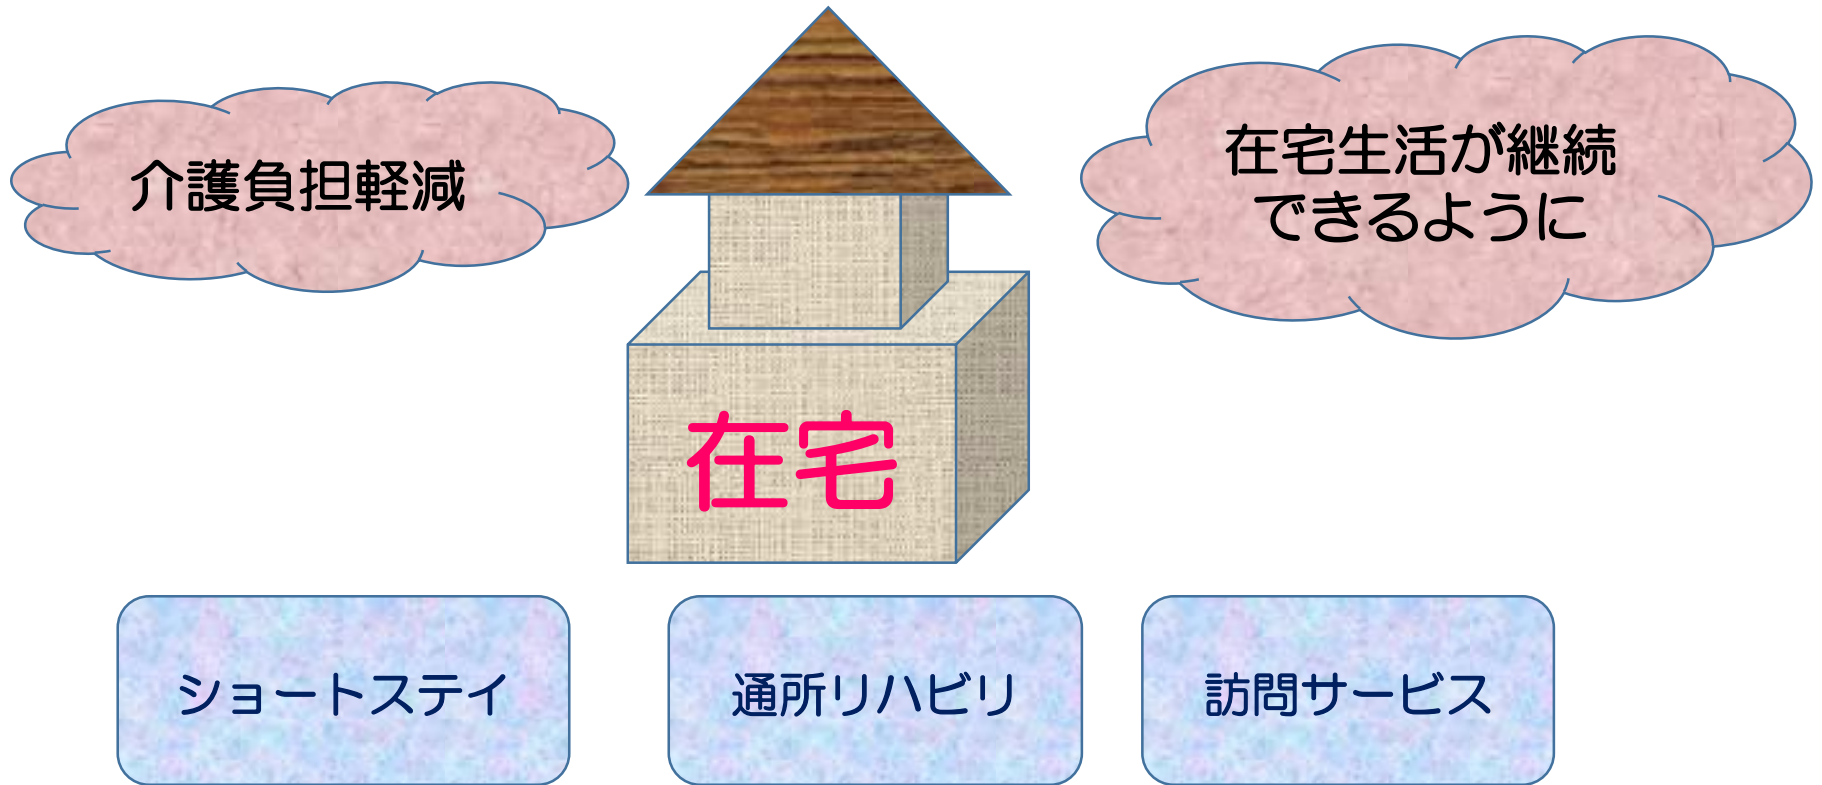 介護負担軽減
在宅生活が継続
できるように
在宅
ショートステイ
通所リハビリ
訪問サービス